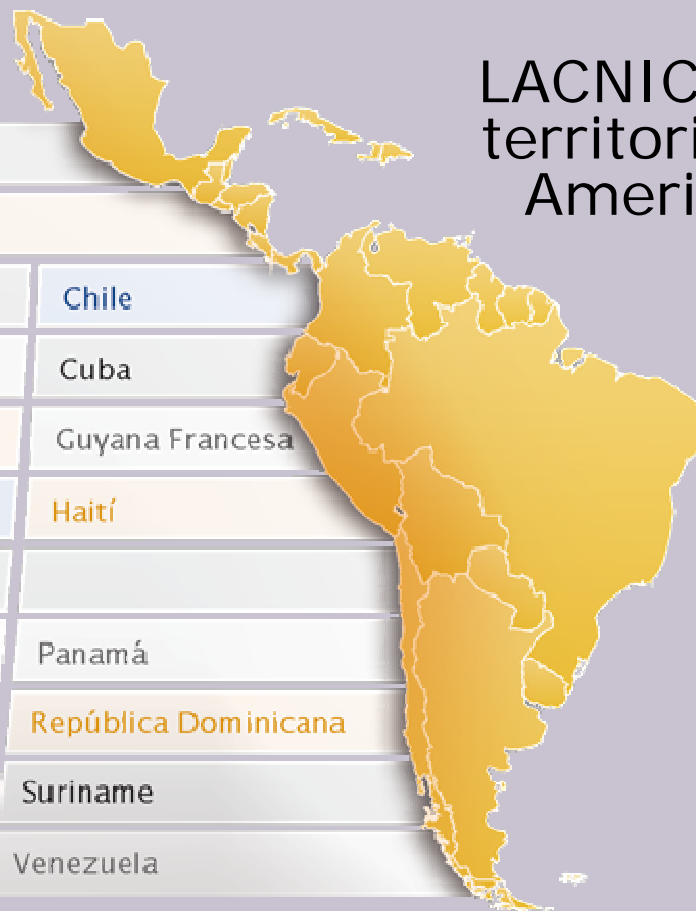 LACNIC
territori
Ameri
Chile
Cuba
Guyana Francesa
Haití
Panamá
República Dominicana
Suriname
Venezuela